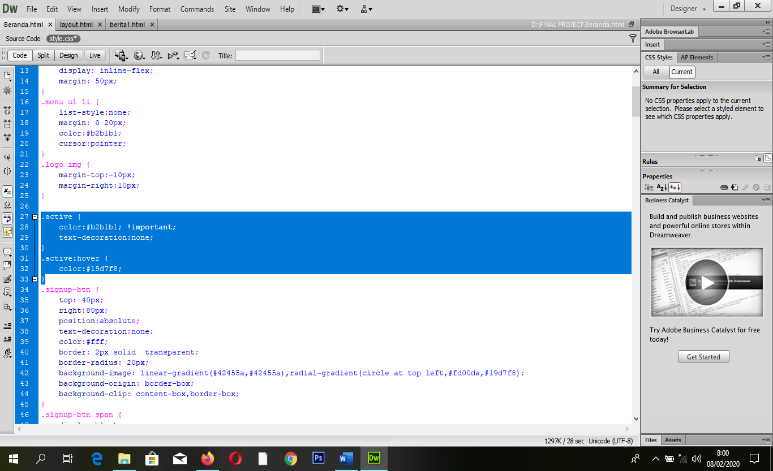 Dw File Edit View Insert Modify Format Commands Site Window Help Designer
Beranda.html × layout.html × berita1.html × D:\FINAL PROJECT\Beranda.html
Source Code style.css*
Code Split Design Live Title:
13 display: inline-flex;
14 margin: 50px;
15 }
16 .menu ul li {
17 list-style:none;
18 margin: 0 20px;
19 color:#b2b1b1;
20 cursor:pointer;
21 }
22 .logo img {
23 margin-top:-10px;
24 margin-right:10px;
25 }
26
27 .active {
28 color:#b2b1b1; !important;
29 text-decoration:none;
30 }
31 .active:hover {
32 color:#19d7f8;
33 }
34 .signup-btn {
35 top: 40px;
36 right:80px;
37 position:absolute;
38 text-decoration:none;
39 color:#fff;
40 border: 2px solid transparent;
41 border-radius: 20px;
42 background-image: linear-gradient(#42455a,#42455a),radial-gradient(circle at top left,#fd00da,#19d7f8);
43 background-origin: border-box;
44 background-clip: content-box,border-box;
45 }
46 .signup-btn span {
1297K / 28 sec Unicode (UTF-8)
Adobe BrowserLab
Insert
CSS Styles AP Elements
All Current
Summary for Selection
No CSS properties apply to the current
selection. Please select a styled element to
see which CSS properties apply.
Rules
Properties
Business Catalyst
Build and publish business websites
and powerful online stores within
Dreamweaver.
Try Adobe Business Catalyst for free
today!
Get Started
Files Assets
Ps Dw
8:00
08/02/2020